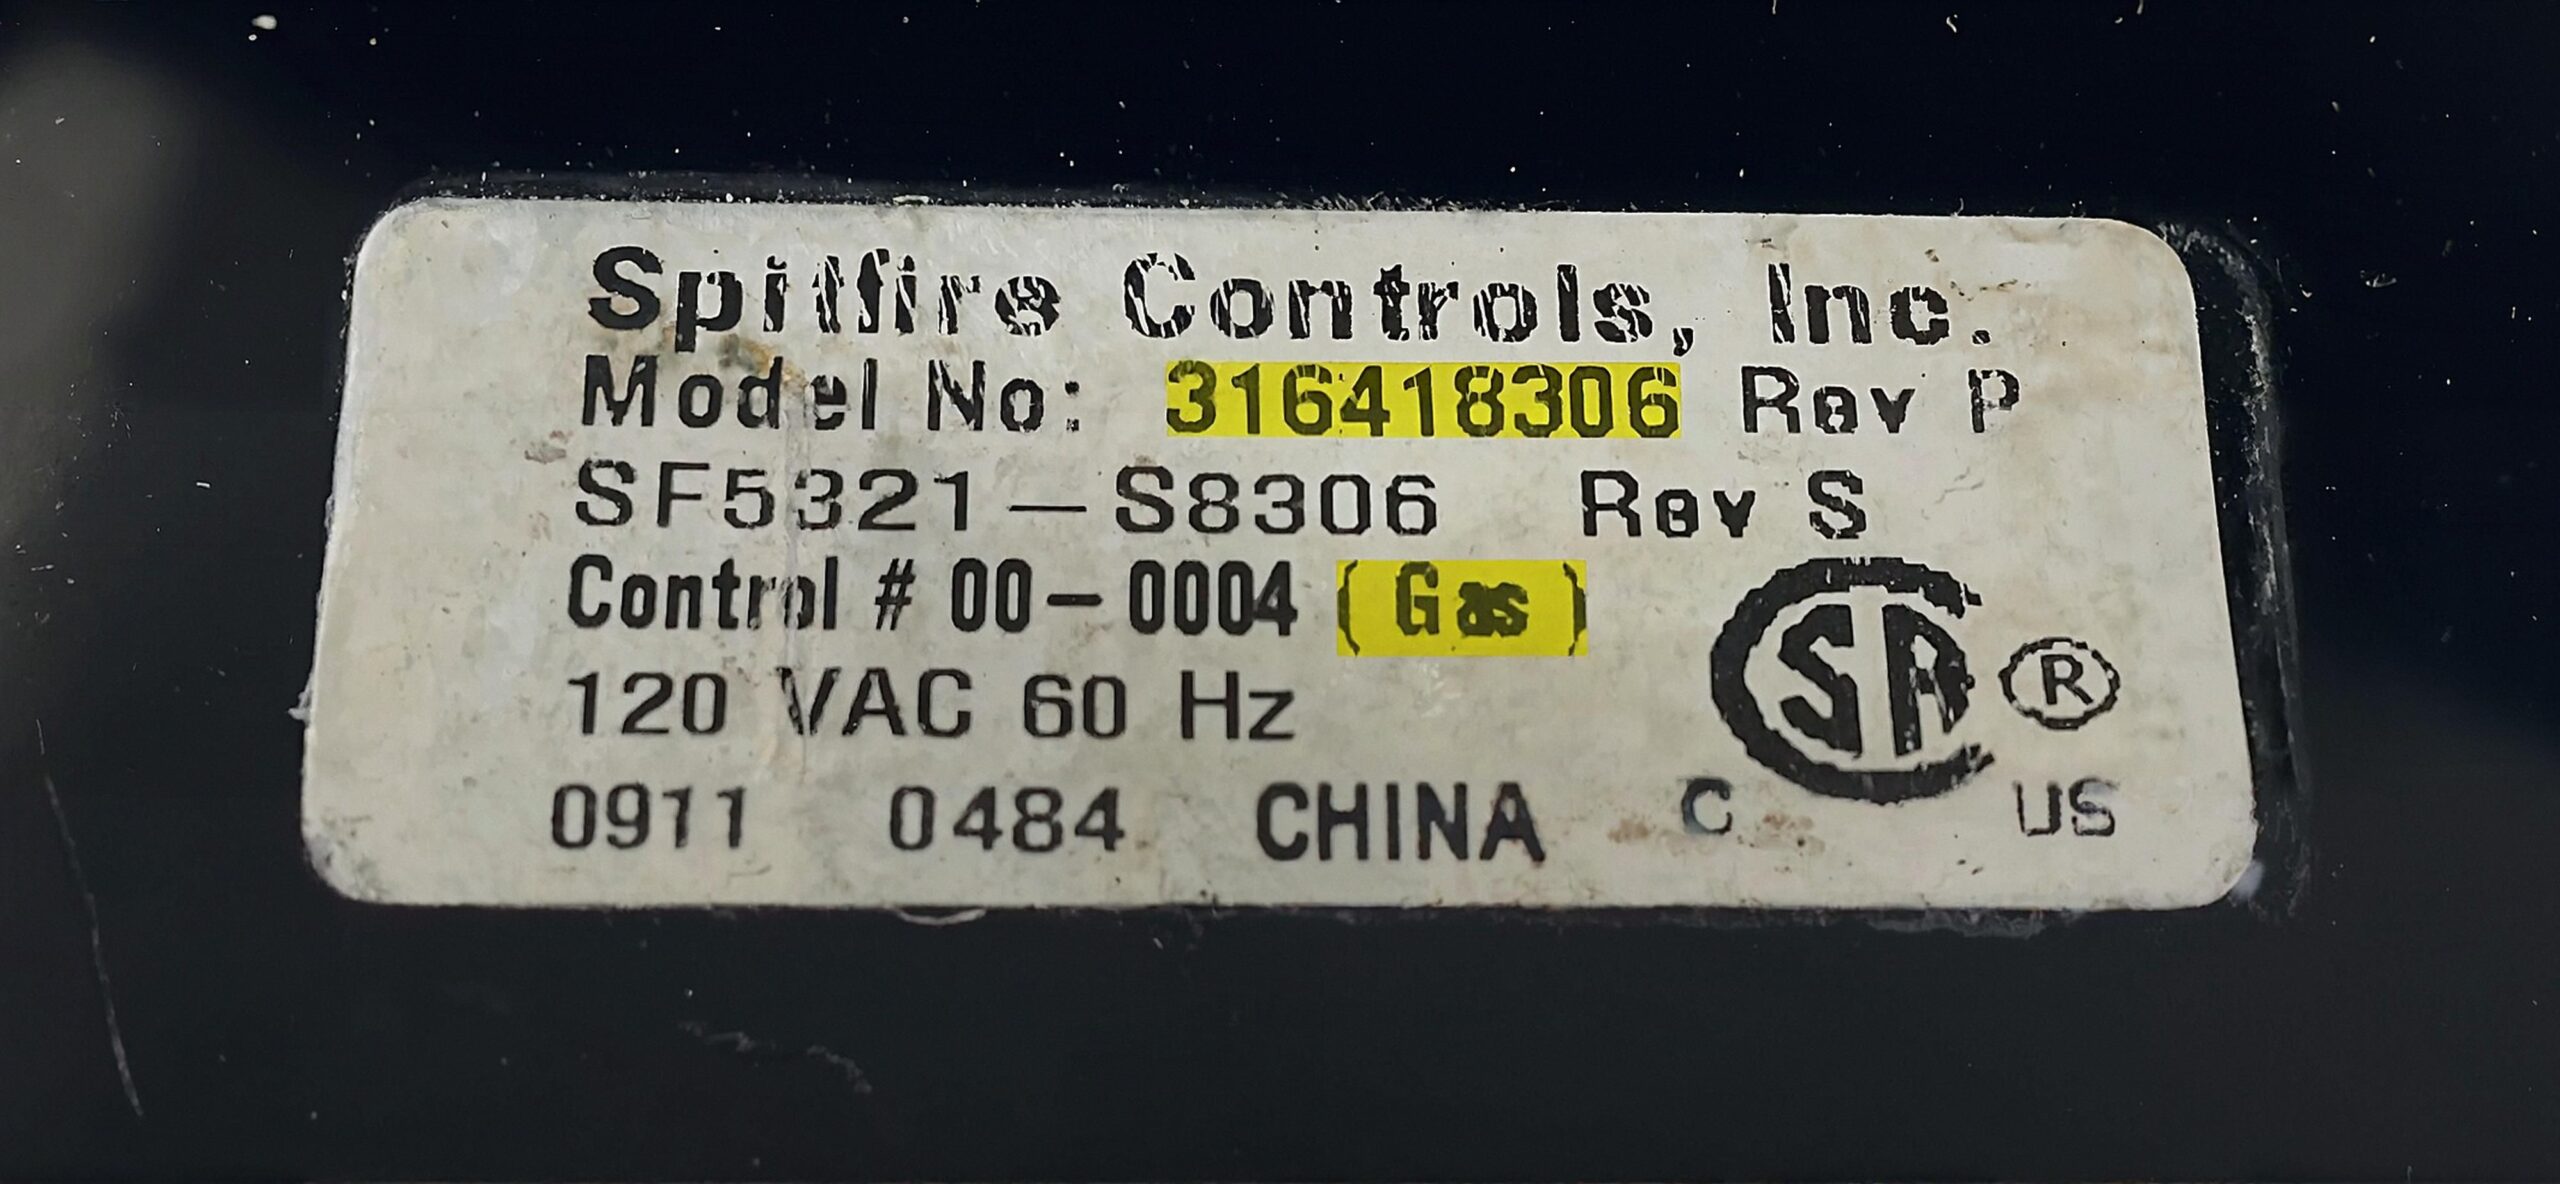 Spitfire Controls, Inc.
Model No: 316418306 Rev P
SF5321-S8306 Rev S
Control # 00-0004 (Gas)
120 VAC 60 Hz
SA ®
0911 0484 CHINA C US